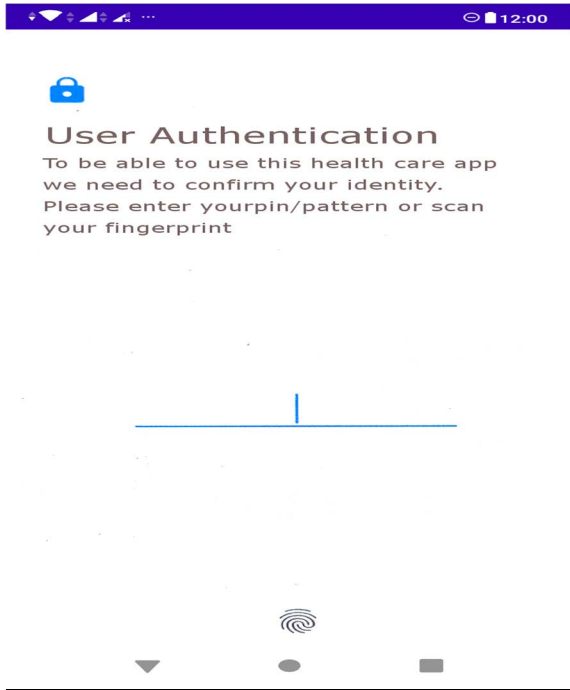 12:00
User Authentication
To be able to use this health care app
we need to confirm your identity.
Please enter yourpin/pattern or scan
your fingerprint